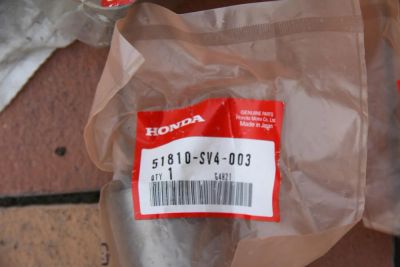 HONDA
GENUINE PARTS
Honda Motor Co., Ltd.
Made in Japan
51810-SV4-003
QTY 1